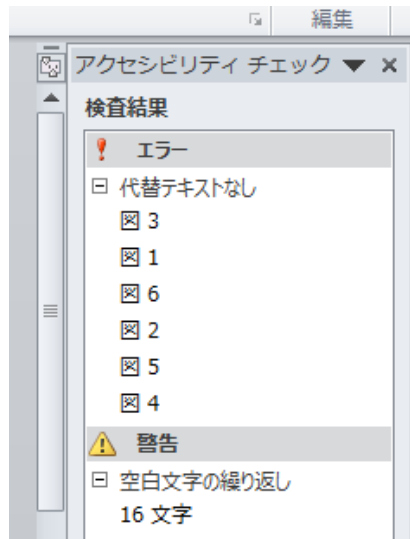 編集
アクセシビリティ チェック
検査結果
エラー
代替テキストなし
図 3
図 1
図 6
図 2
図 5
図 4
警告
空白文字の繰り返し
16 文字